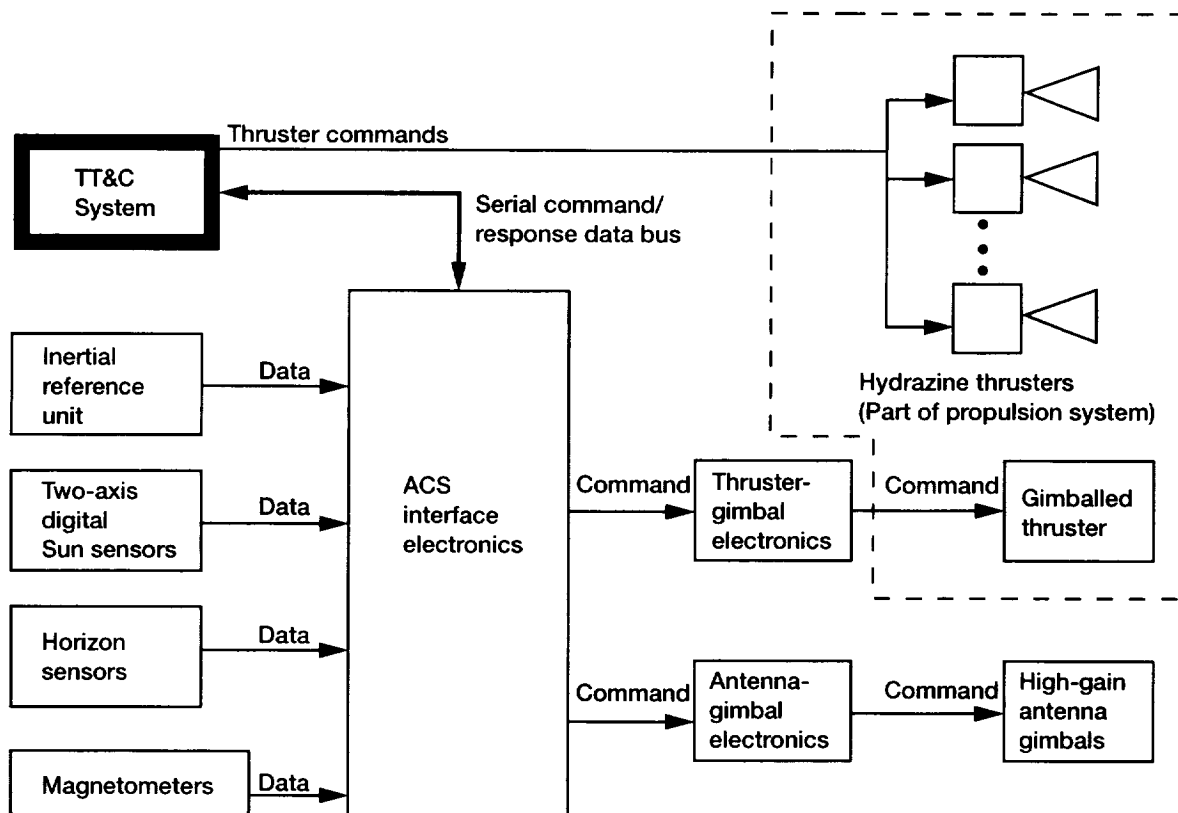 Thruster commands
TT&C
System
Serial command/
response data bus
Hydrazine thrusters
(Part of propulsion system)
Inertial
reference
unit
Data
Two-axis
digital
Sun sensors
Data
Horizon
sensors
Data
Magnetometers
Data
ACS
interface
electronics
Command
Thruster-
gimbal
electronics
Command
Gimballed
thruster
Command
Antenna-
gimbal
electronics
Command
High-gain
antenna
gimbals